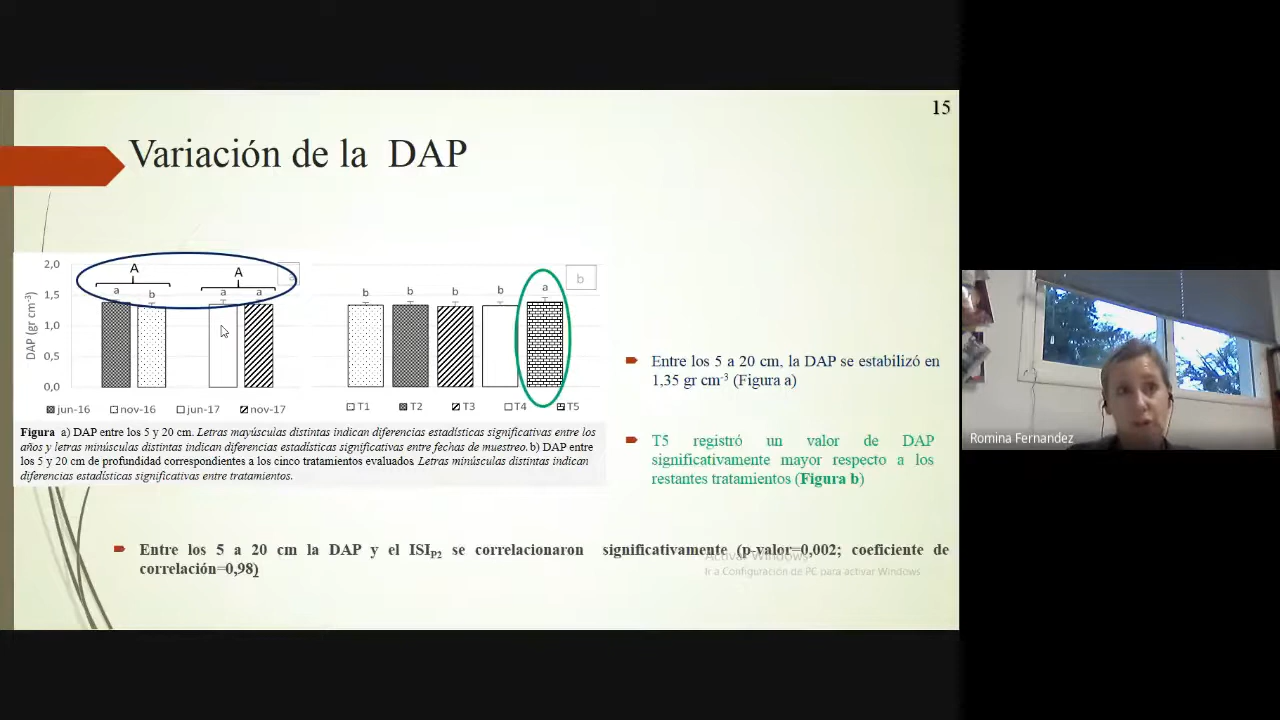 15
Variación de la DAP
2,0
1,5
1,0
0,5
0,0
DAP (gr cm-3)
A
A
a
b
a
a
jun-16
nov-16
jun-17
nov-17
b
b
b
b
b
a
T1
T2
T3
T4
T5
Figura a) DAP entre los 5 y 20 cm. Letras mayúsculas distintas indican diferencias estadísticas significativas entre los
años y letras minúsculas distintas indican diferencias estadísticas significativas entre fechas de muestreo. b) DAP entre
los 5 y 20 cm de profundidad correspondientes a los cinco tratamientos evaluados. Letras minúsculas distintas indican
diferencias estadísticas significativas entre tratamientos.
Entre los 5 a 20 cm, la DAP se estabilizó en
1,35 gr cm-3 (Figura a)
T5 registró un valor de DAP
significativamente mayor respecto a los
restantes tratamientos (Figura b)
Entre los 5 a 20 cm la DAP y el ISIP2 se correlacionaron significativamente (p-valor=0,002; coeficiente de
correlación=0,98)
Activar Windows
Ir a Configuración de PC para activar Windows.
Romina Fernandez